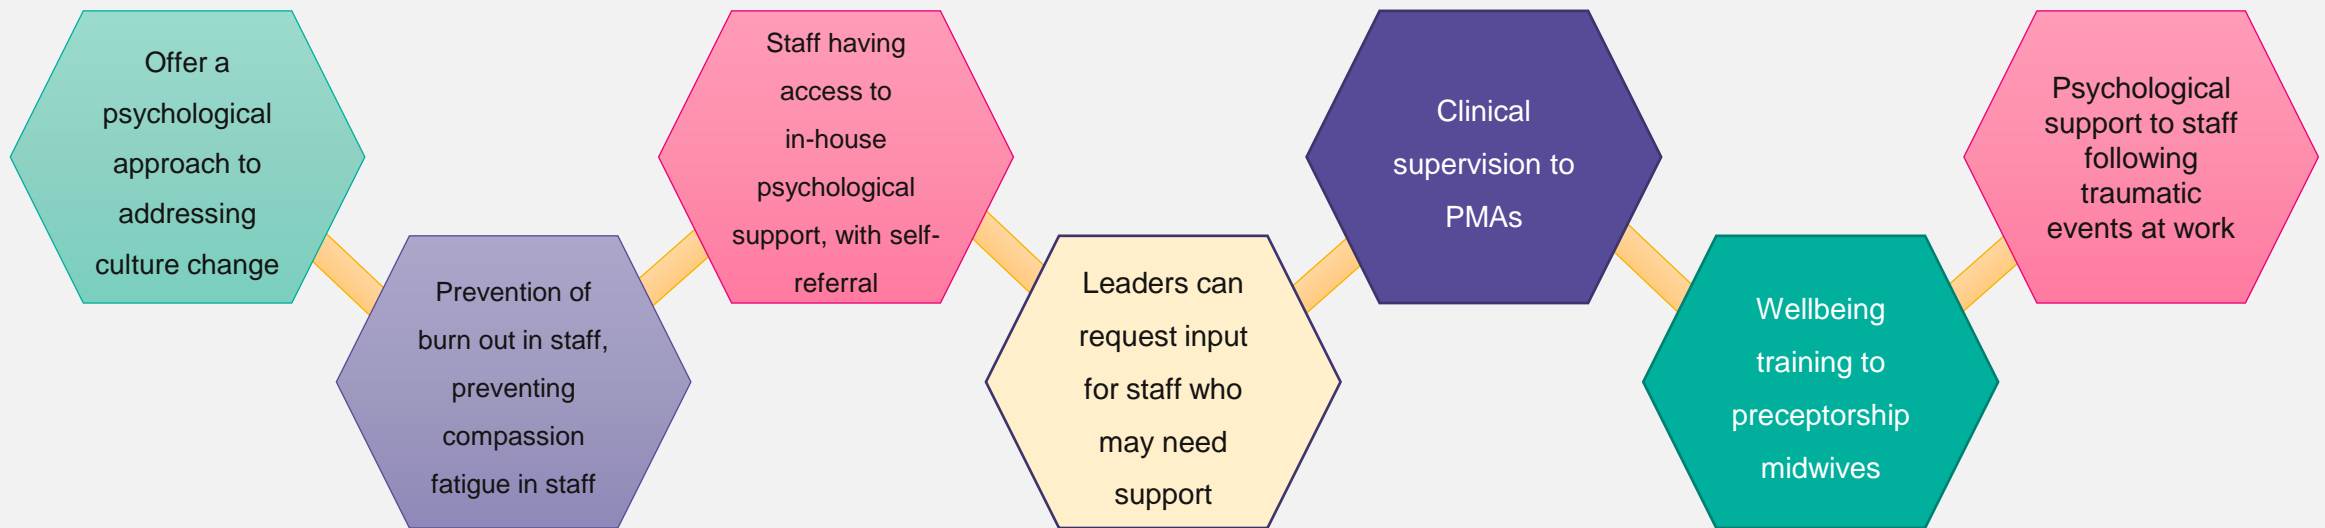 Offer a
psychological
approach to
addressing
culture change
Prevention of
burn out in staff,
preventing
compassion
fatigue in staff
Staff having
access to
in-house
psychological
support, with self-
referral
Leaders can
request input
for staff who
may need
support
Clinical
supervision to
PMAs
Wellbeing
training to
preceptorship
midwives
Psychological
support to staff
following
traumatic
events at work